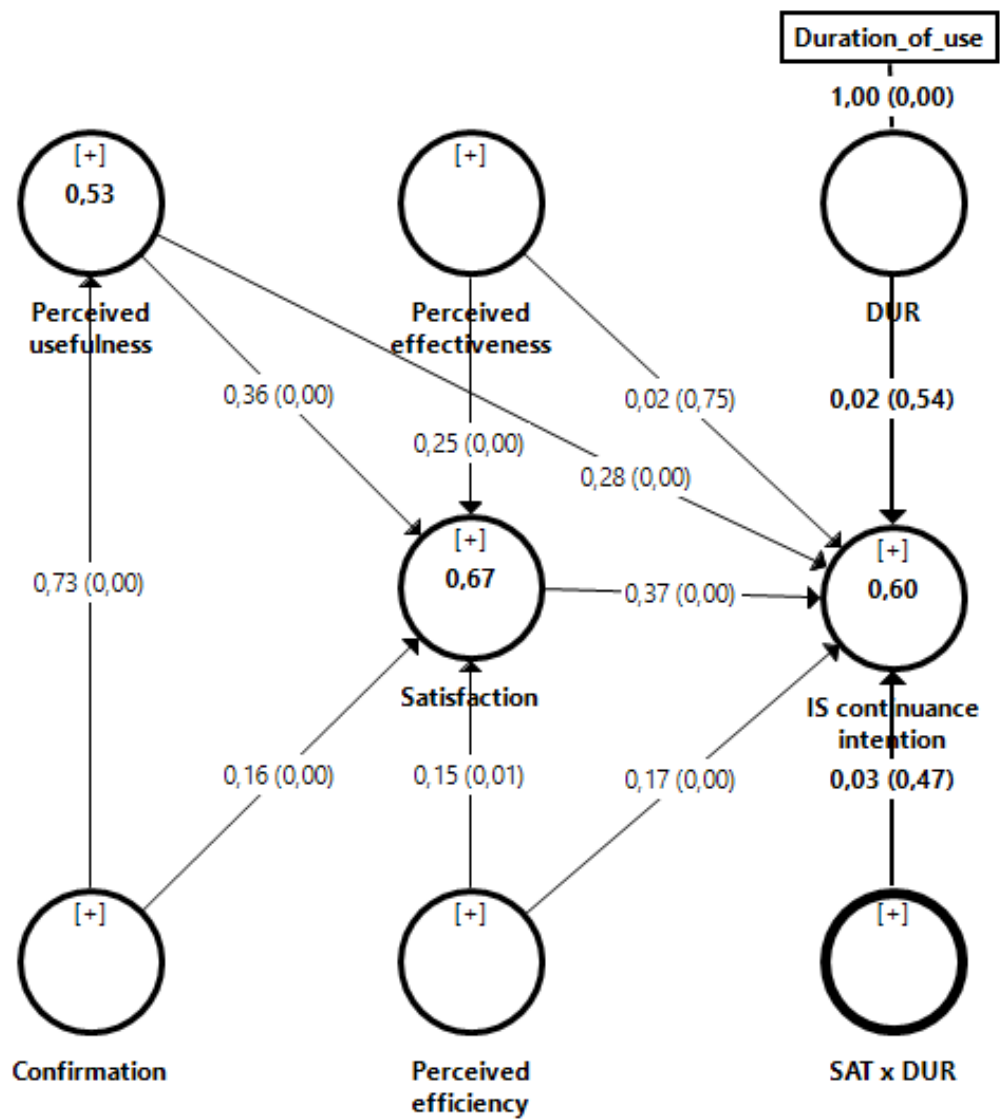 Duration_of_use
1,00 (0,00)
[+]
0,53
[+]
Perceived
usefulness
Perceived
effectiveness
DUR
0,36 (0,00)
0,02 (0,75)
0,02 (0,54)
0,25 (0,00)
0,28 (0,00)
[+]
0,67
[+]
0,60
0,73 (0,00)
0,37 (0,00)
Satisfaction
IS continuance
intention
0,16 (0,00)
0,15 (0,01)
0,17 (0,00)
0,03 (0,47)
[+]
[+]
[+]
Confirmation
Perceived
efficiency
SAT x DUR